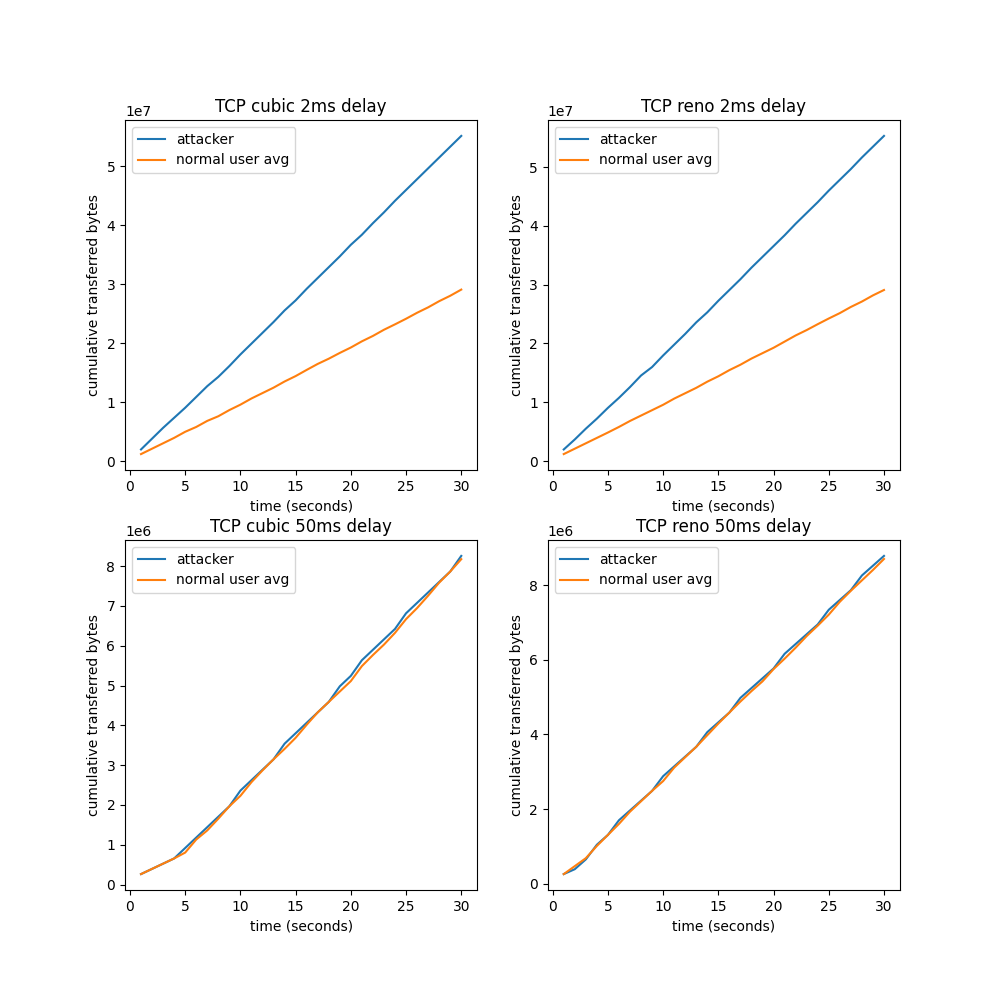 TCP cubic 2ms delay
1e7
attacker
normal user avg
cumulative transferred bytes
5
4
3
2
1
0
0 5 10 15 20 25 30
time (seconds)
TCP reno 2ms delay
1e7
attacker
normal user avg
cumulative transferred bytes
5
4
3
2
1
0
0 5 10 15 20 25 30
time (seconds)
TCP cubic 50ms delay
1e6
attacker
normal user avg
cumulative transferred bytes
8
7
6
5
4
3
2
1
0
0 5 10 15 20 25 30
time (seconds)
TCP reno 50ms delay
1e6
attacker
normal user avg
cumulative transferred bytes
8
6
4
2
0
0 5 10 15 20 25 30
time (seconds)